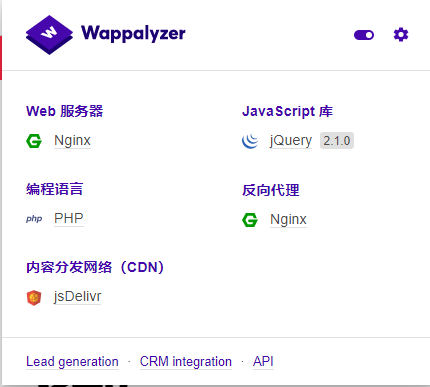 Wappalyzer
Web 服务器
Nginx
JavaScript 库
jQuery 2.1.0
编程语言
php PHP
反向代理
Nginx
内容分发网络（CDN）
jsDelivr
Lead generation · CRM integration · API